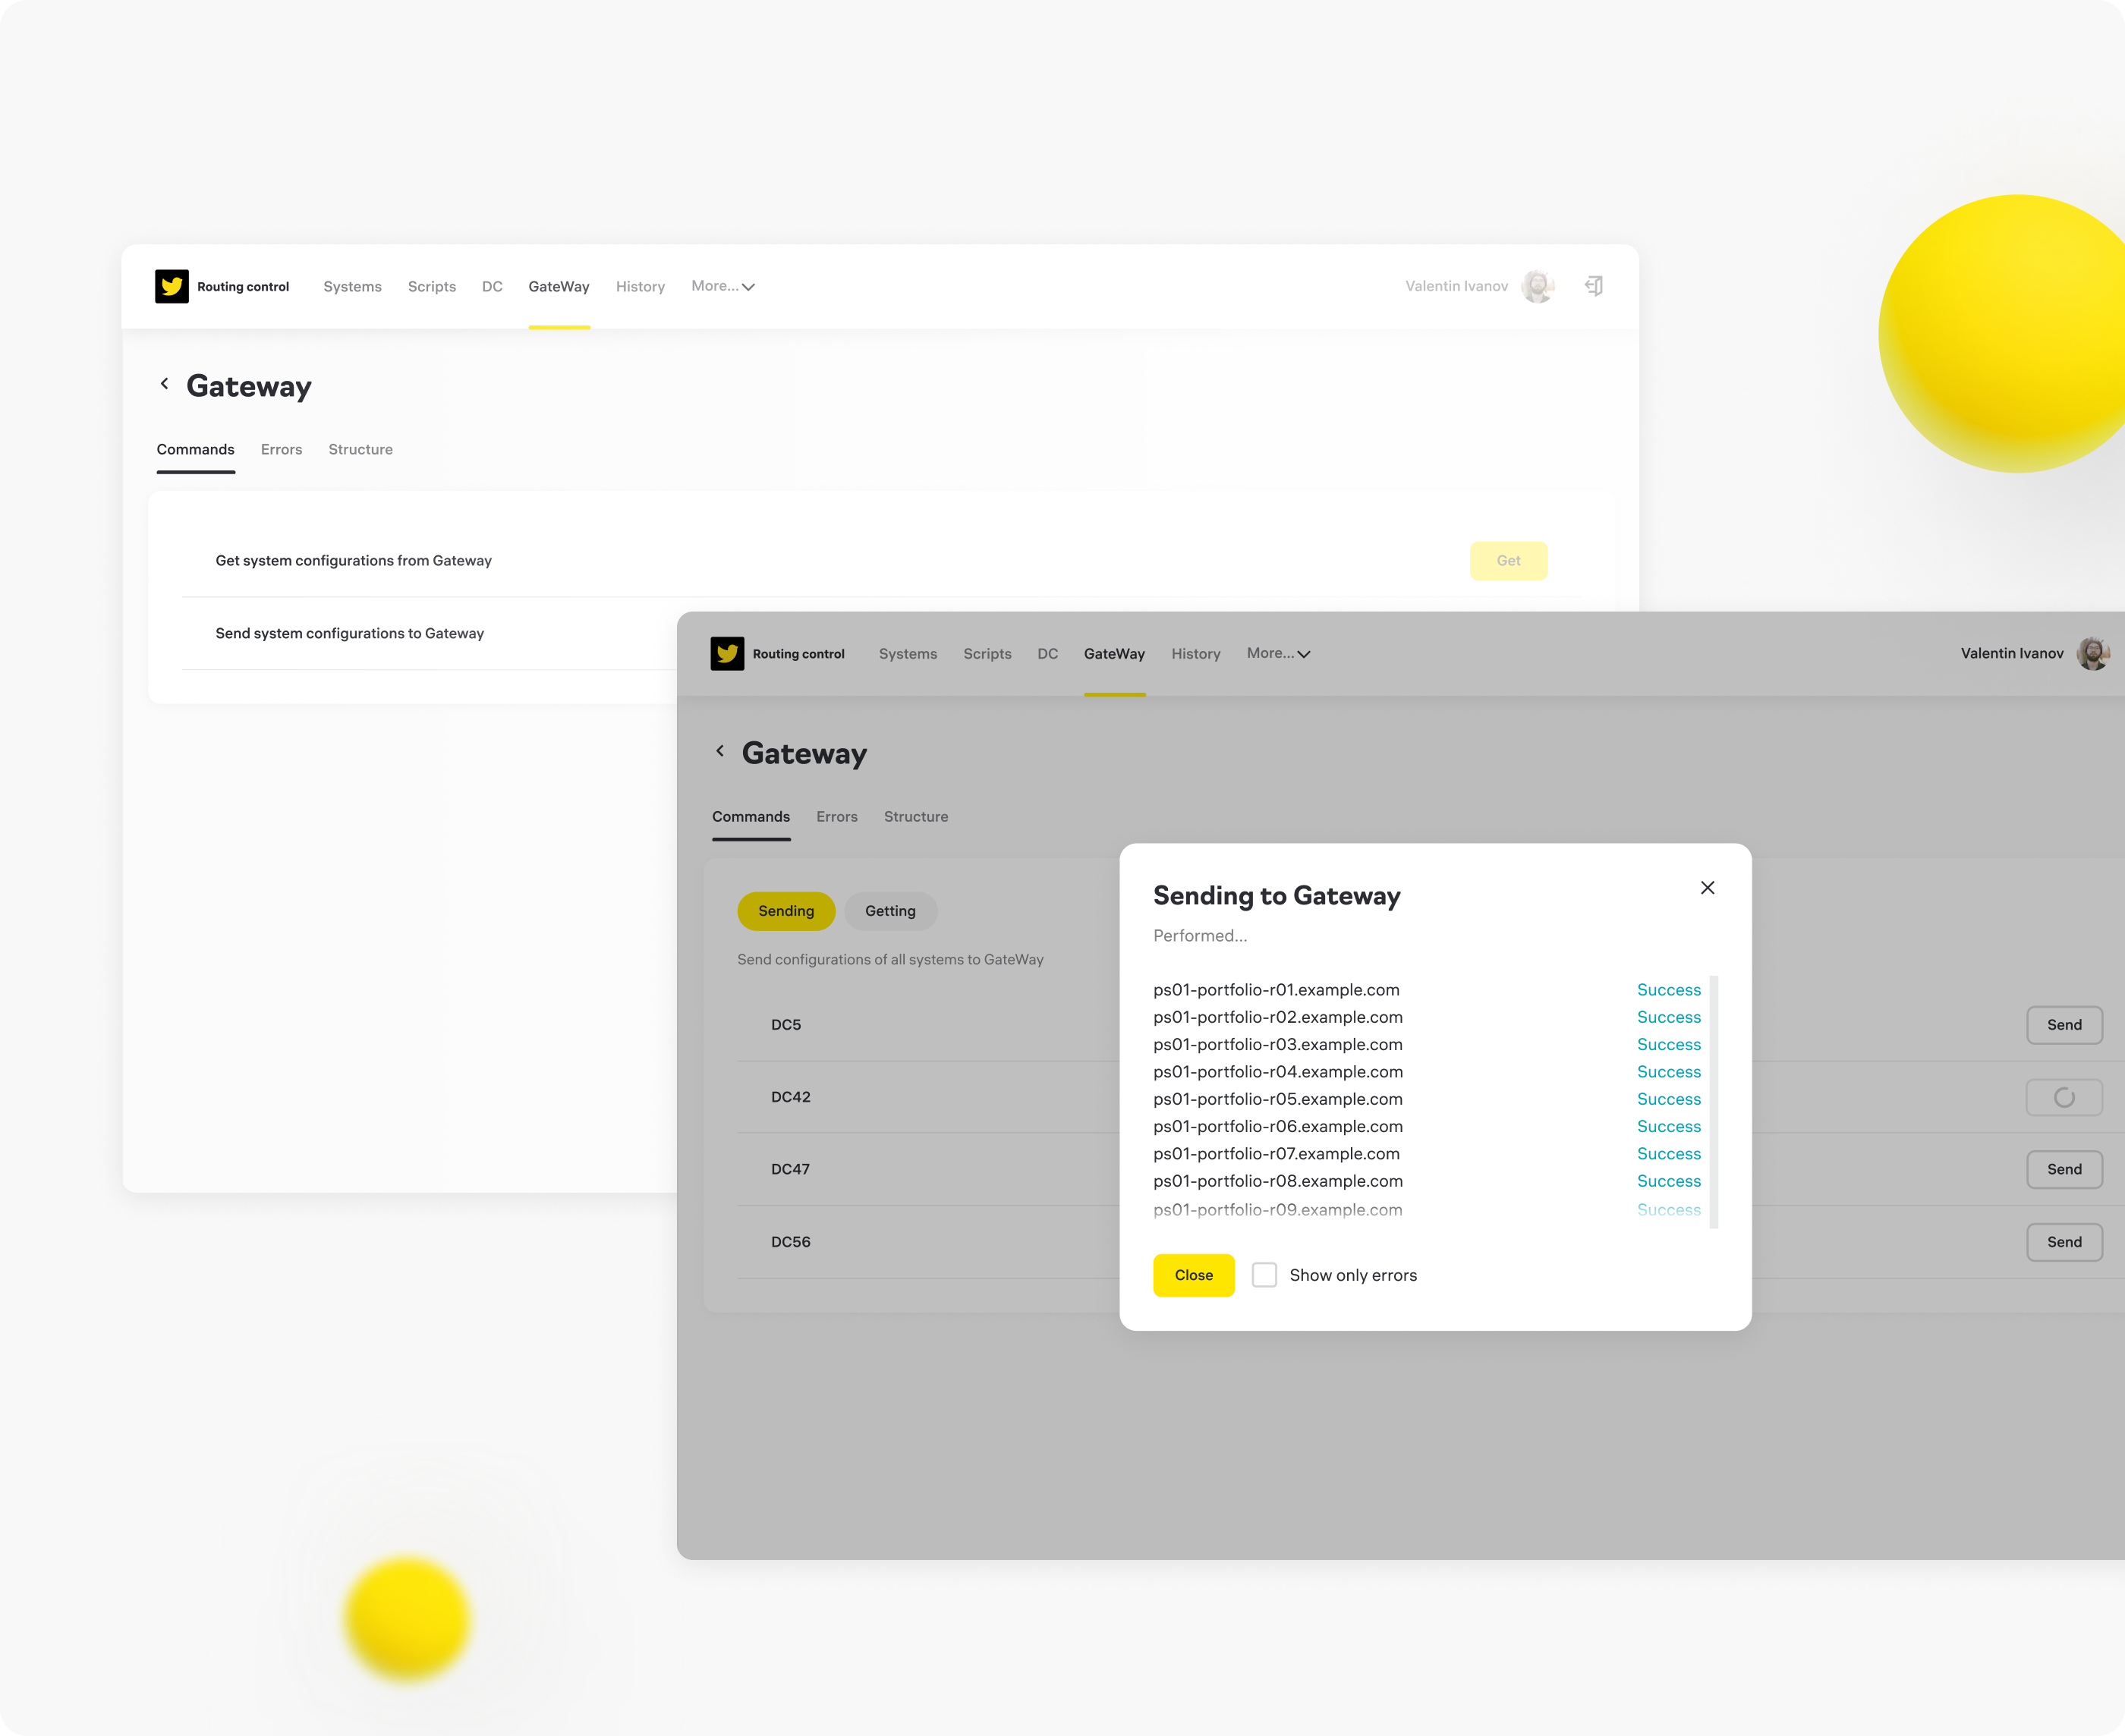 Routing control Systems Scripts DC GateWay History More... Valentin Ivanov
Gateway
Commands Errors Structure
Get system configurations from Gateway Get
Send system configurations to Gateway
Routing control Systems Scripts DC GateWay History More... Valentin Ivanov
Gateway
Commands Errors Structure
Sending Getting
Send configurations of all systems to GateWay
DC5 Send
DC42
DC47 Send
DC56 Send
Sending to Gateway
Performed...
ps01-portfolio-r01.example.com Success
ps01-portfolio-r02.example.com Success
ps01-portfolio-r03.example.com Success
ps01-portfolio-r04.example.com Success
ps01-portfolio-r05.example.com Success
ps01-portfolio-r06.example.com Success
ps01-portfolio-r07.example.com Success
ps01-portfolio-r08.example.com Success
ps01-portfolio-r09.example.com Success
Close Show only errors